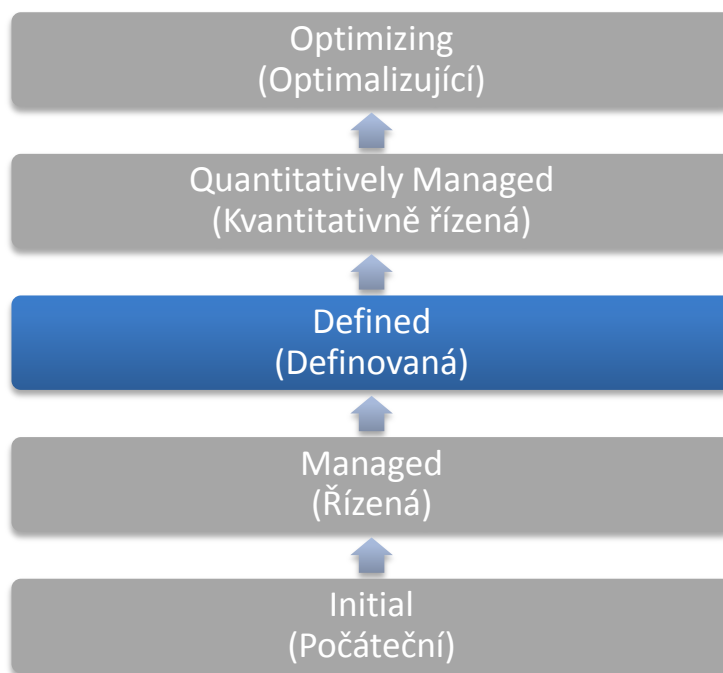 Optimizing
(Optimalizující)
Quantitatively Managed
(Kvantitativně řízená)
Defined
(Definovaná)
Managed
(Řízená)
Initial
(Počáteční)